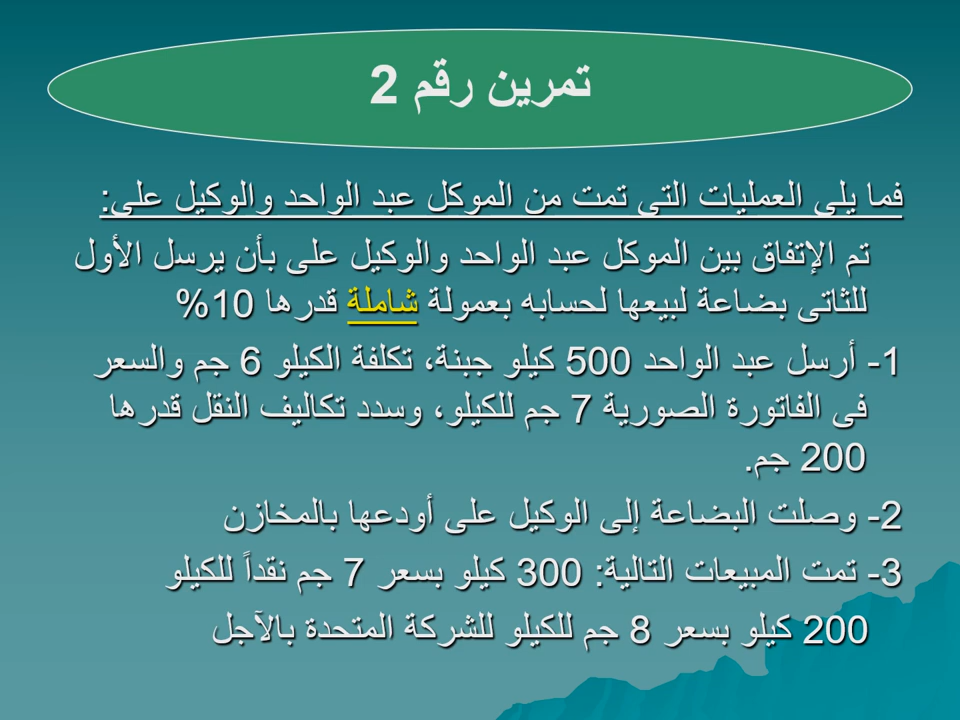 تمرين رقم 2
فما يلى العمليات التى تمت من الموكل عبد الواحد والوكيل على:
تم الإتفاق بين الموكل عبد الواحد والوكيل على بأن يرسل الأول
للثاتى بضاعة لبيعها لحسابه بعمولة شاملة قدرها 10%
1- أرسل عبد الواحد 500 كيلو جبنة، تكلفة الكيلو 6 جم والسعر
فى الفاتورة الصورية 7 جم للكيلو، وسدد تكاليف النقل قدرها
200 جم.
2- وصلت البضاعة إلى الوكيل على أودعها بالمخازن
3- تمت المبيعات التالية: 300 كيلو بسعر 7 جم نقداً للكيلو
200 كيلو بسعر 8 جم للكيلو للشركة المتحدة بالآجل